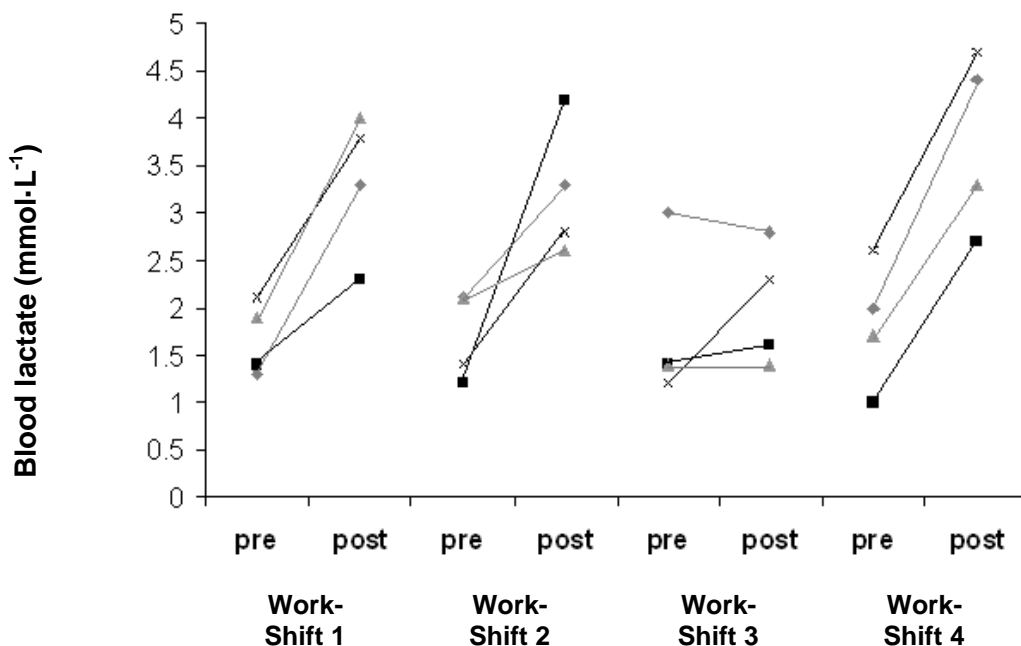 Blood lactate (mmol·L-1)
5
4.5
4
3.5
3
2.5
2
1.5
1
0.5
0
pre post pre post pre post pre post
Work-
Shift 1
Work-
Shift 2
Work-
Shift 3
Work-
Shift 4